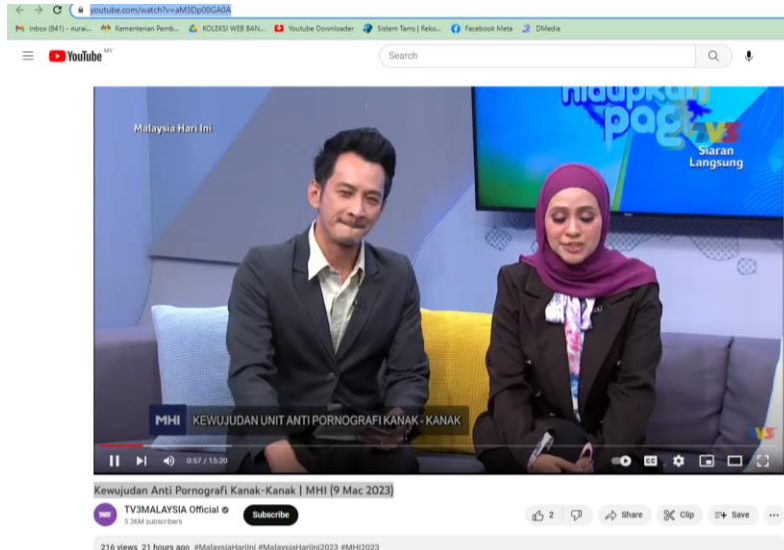 youtube.com/watch?v=aM3Dp00GA0A
Inbox (841) - nurai...
Kementerian Pemb...
KOLEKSI WEB BAN...
Youtube Downloader
Sistem Tams | Reko...
Facebook Meta
DMedia
YouTube MY
Search
Malaysia Hari Ini
hidupkan
pagi
Siaran
Langsung
MHI KEWUJUDAN UNIT ANTI PORNOGRAFI KANAK - KANAK
0:57 / 15:20
CC
Kewujudan Anti Pornografi Kanak-Kanak | MHI (9 Mac 2023)
TV3MALAYSIA Official
5.36M subscribers
Subscribe
2
Share
Clip
Save
216 views 21 hours ago #MalaysiaHariIni #MalaysiaHariIni2023 #MHI2023